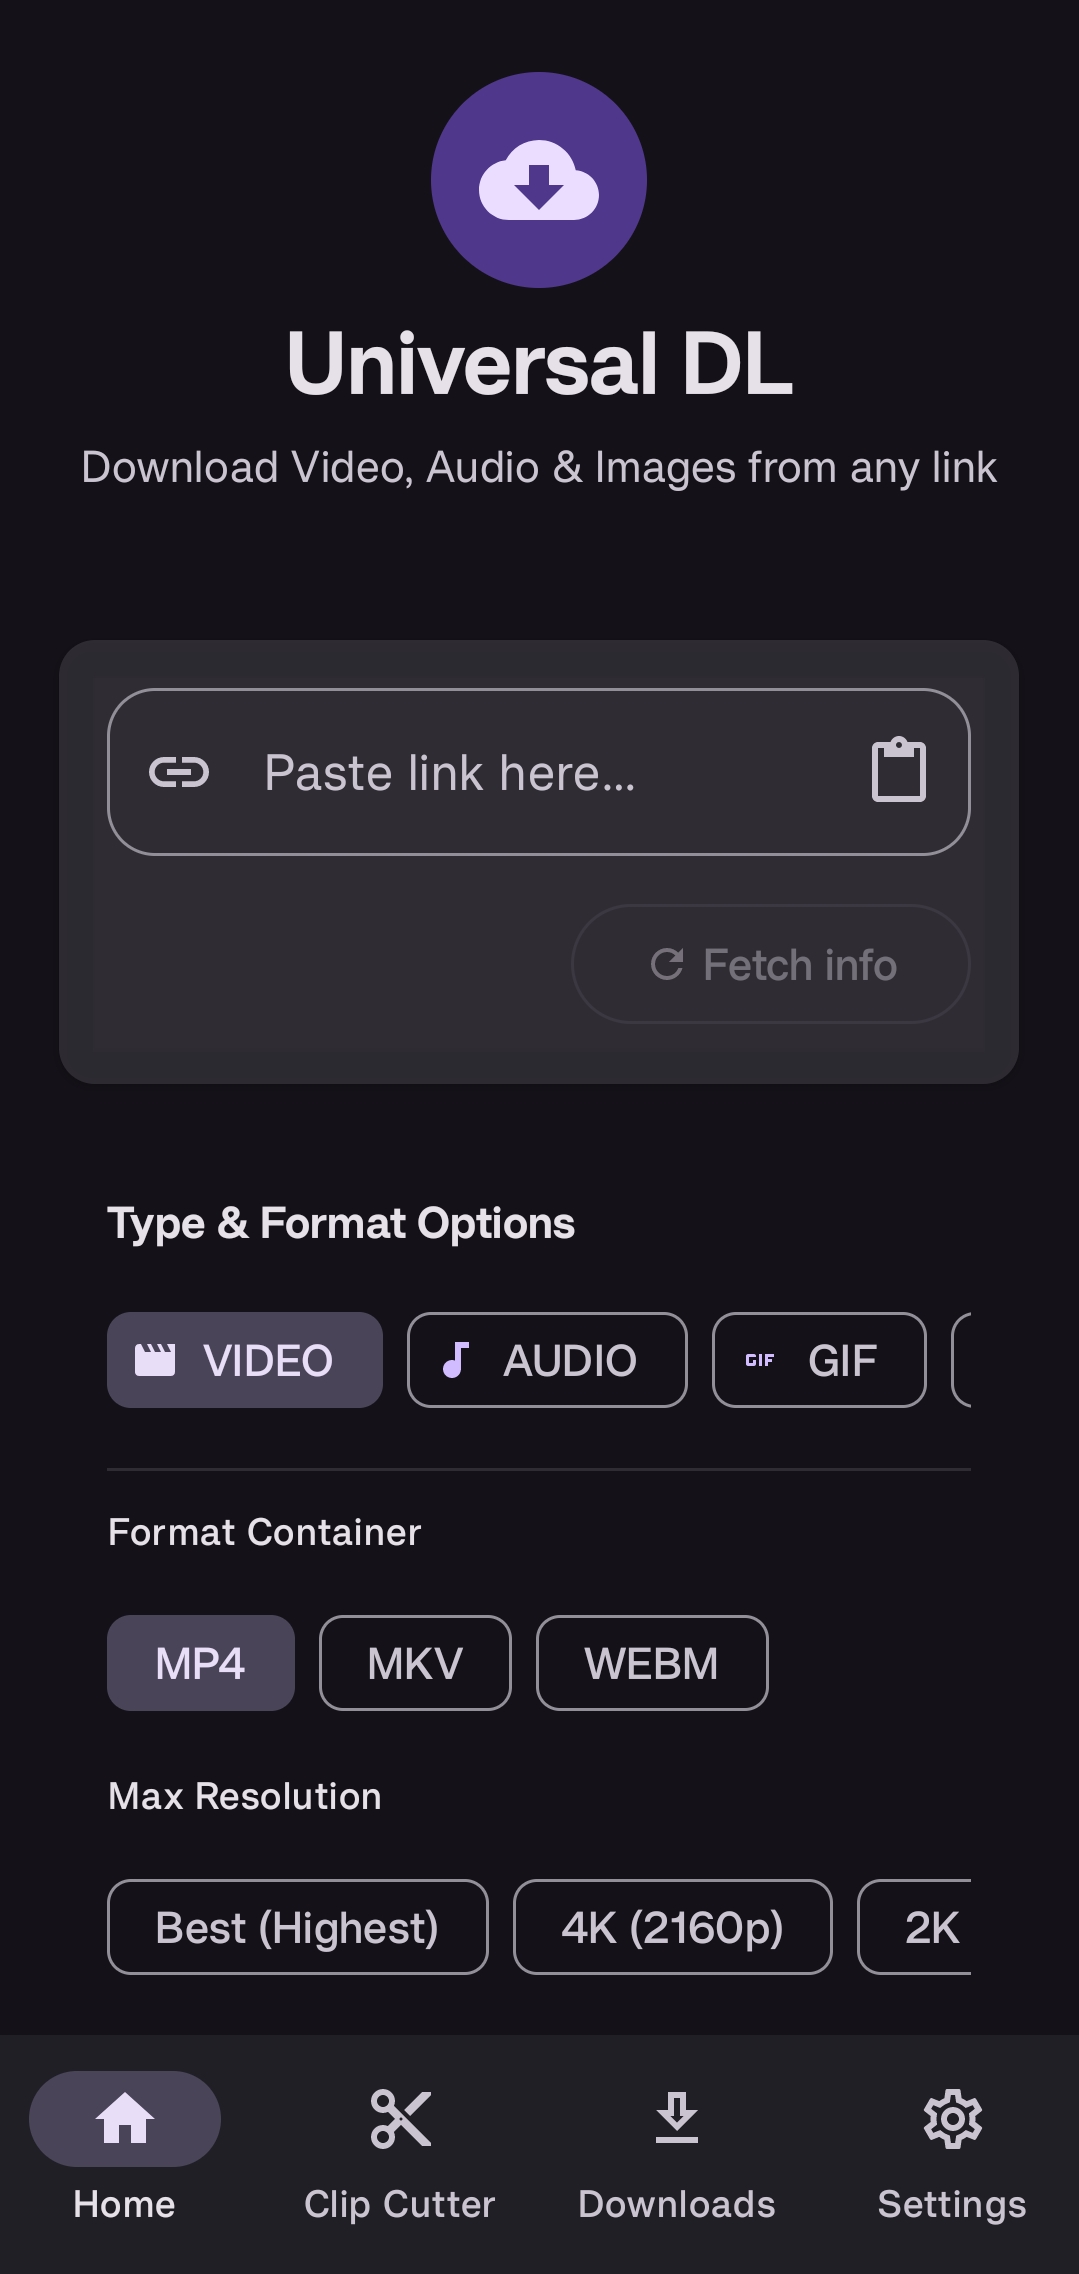 Universal DL
Download Video, Audio & Images from any link
Paste link here...
Fetch info
Type & Format Options
VIDEO
AUDIO
GIF GIF
Format Container
MP4
MKV
WEBM
Max Resolution
Best (Highest)
4K (2160p)
2K
Home
Clip Cutter
Downloads
Settings